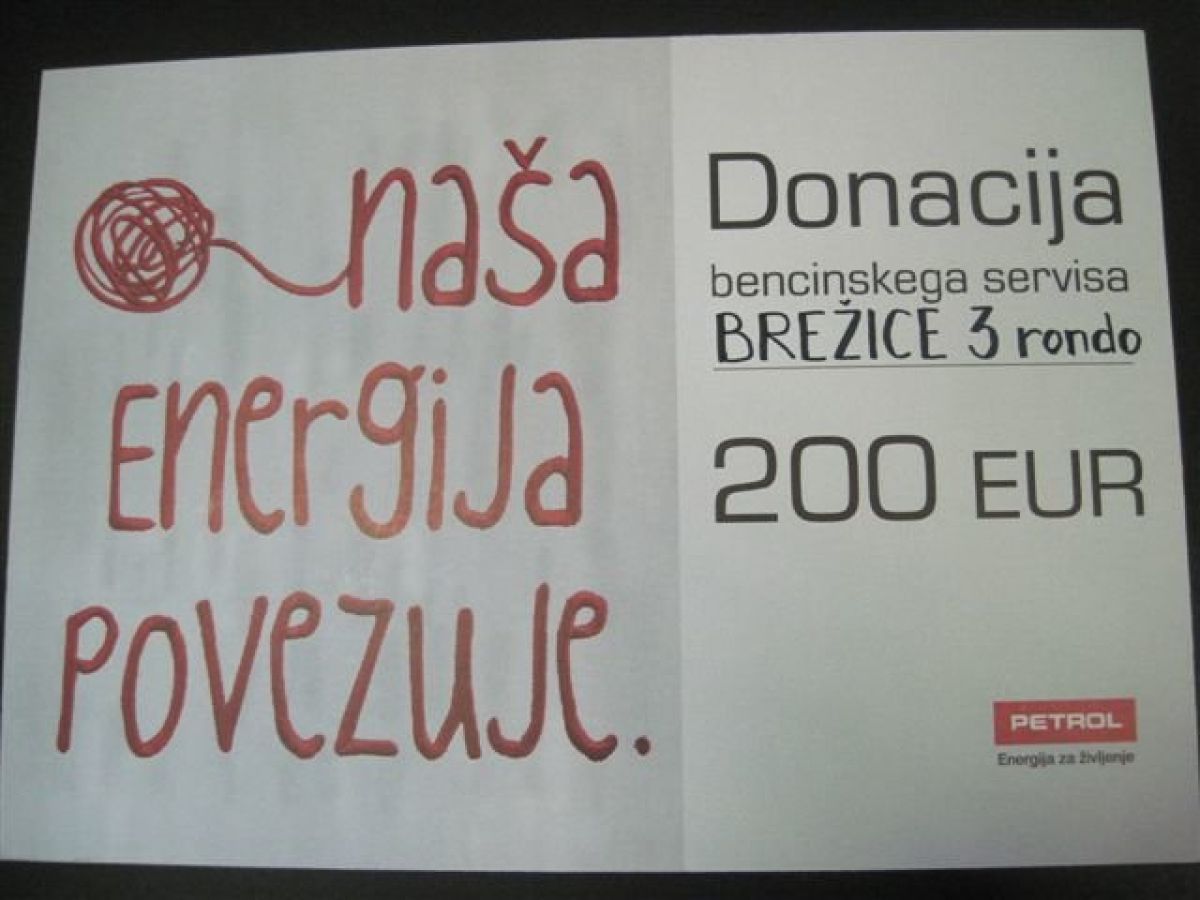 naša
Energija
povezuje.
Donacija
bencinskega servisa
BREŽICE 3 rondo
200 EUR
PETROL
Energija za življenje